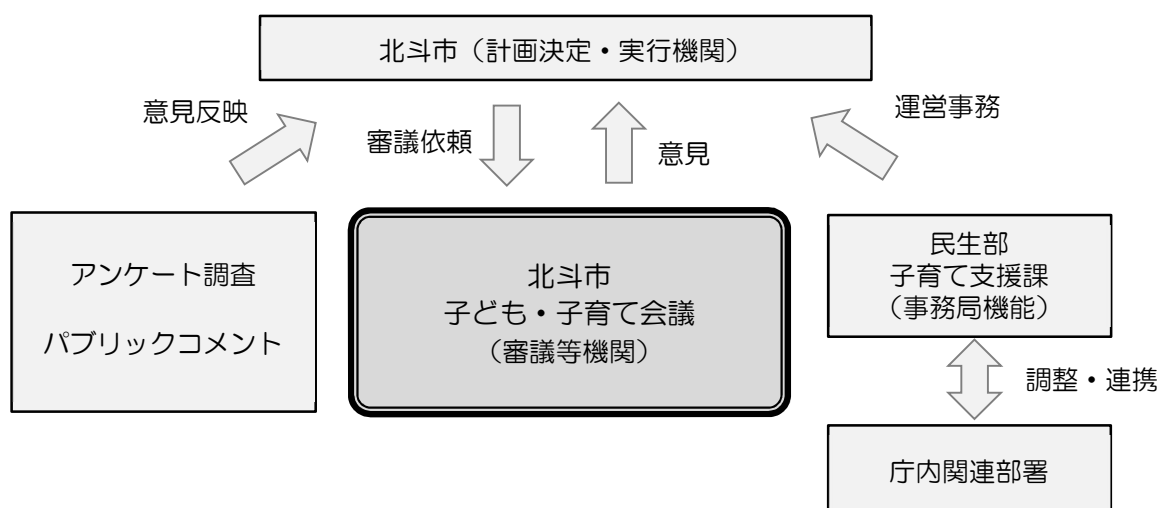 北斗市（計画決定・実行機関）
意見反映
審議依頼
意見
運営事務
アンケート調査
パブリックコメント
北斗市
子ども・子育て会議
（審議等機関）
民生部
子育て支援課
（事務局機能）
調整・連携
庁内関連部署